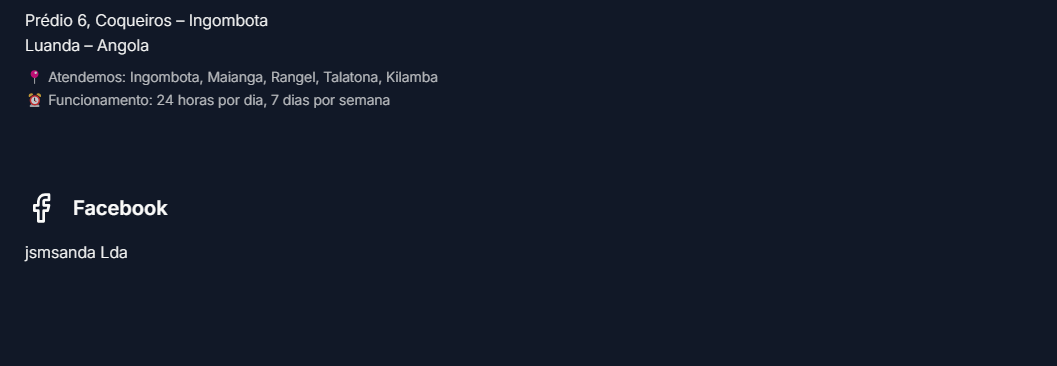 Prédio 6, Coqueiros – Ingombota
Luanda – Angola
📍 Atendemos: Ingombota, Maianga, Rangel, Talatona, Kilamba
⏰ Funcionamento: 24 horas por dia, 7 dias por semana
Facebook
jsmsanda Lda